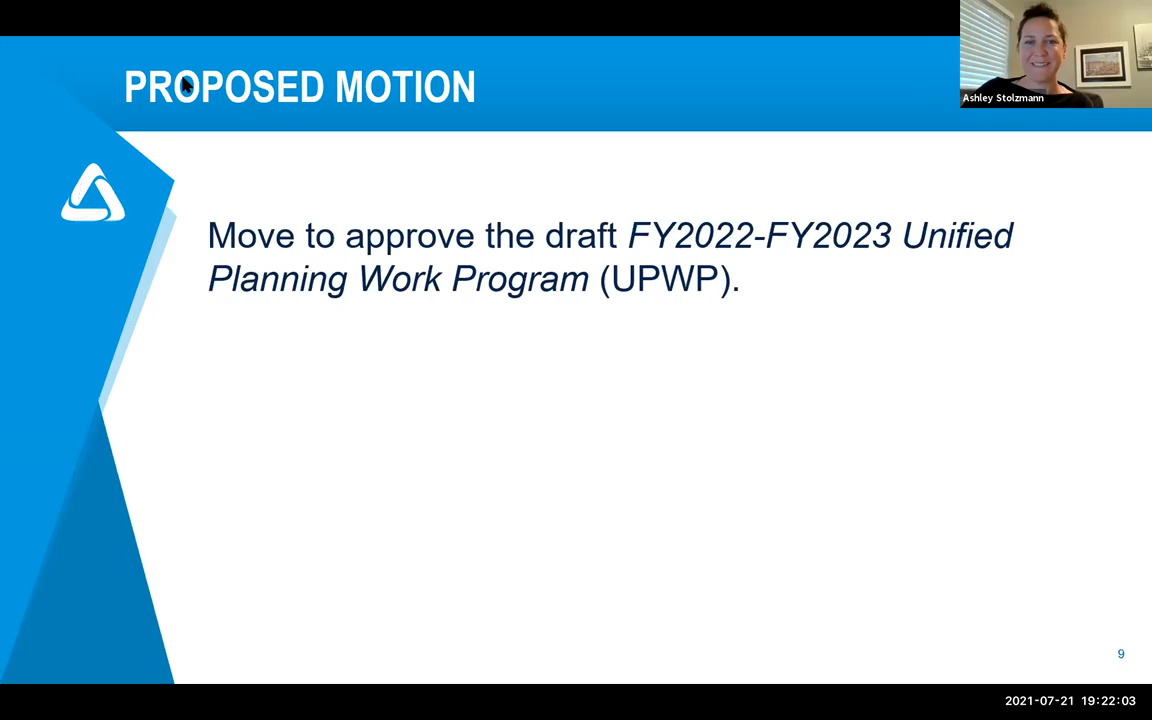 PROPOSED MOTION
Ashley Stolzmann
Move to approve the draft FY2022-FY2023 Unified
Planning Work Program (UPWP).
9
2021-07-21 19:22:03